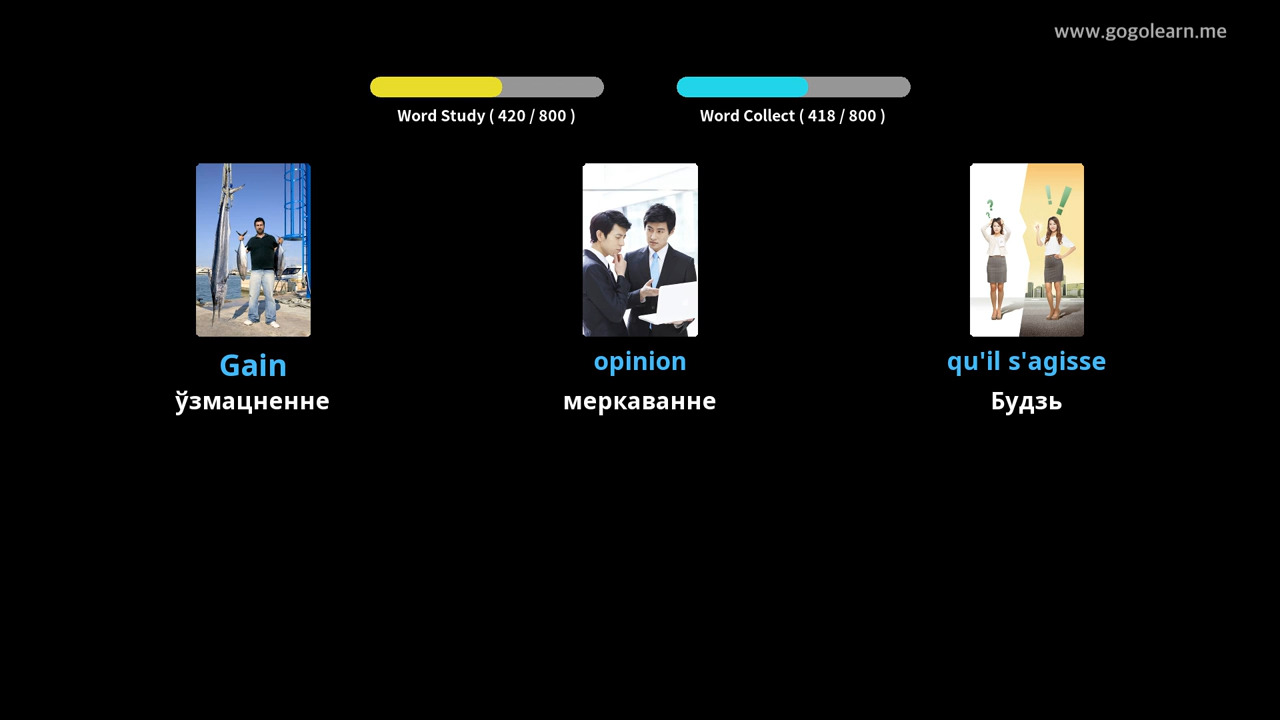 www.gogolearn.me
Word Study ( 420 / 800 )
Word Collect ( 418 / 800 )
Gain
opinion
qu'il s'agisse
ўзмацненне
меркаванне
Будзь